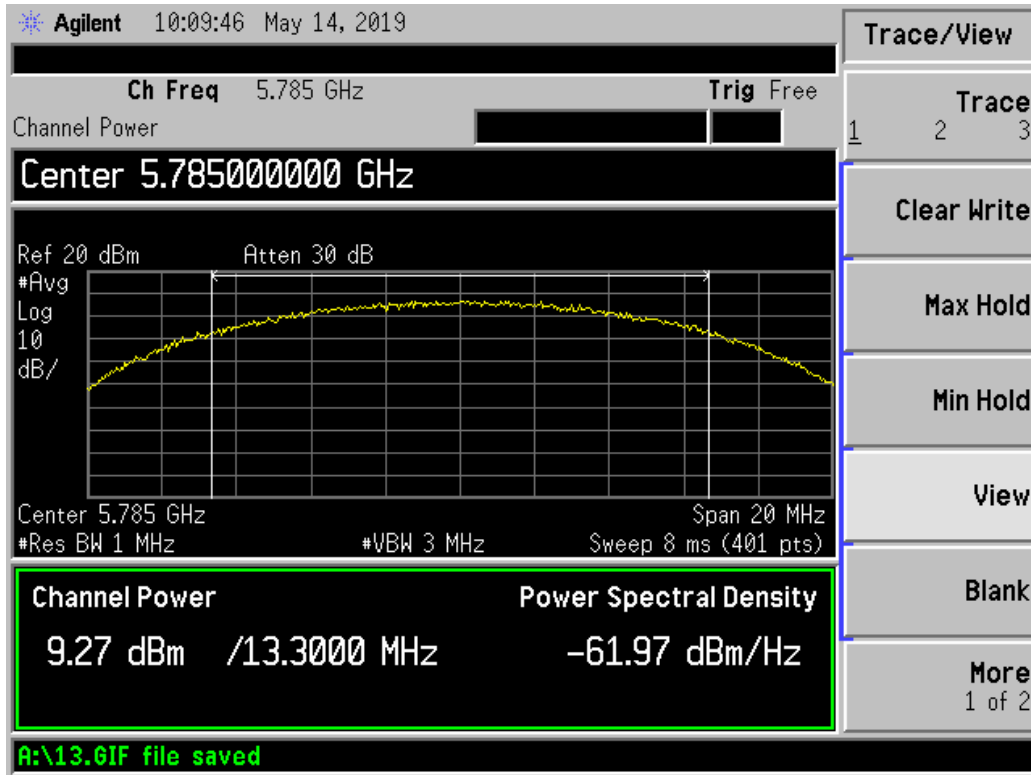 Agilent 10:09:46 May 14, 2019
Trace/View
Ch Freq 5.785 GHz Trig Free
Channel Power
Center 5.785000000 GHz
Ref 20 dBm Atten 30 dB
#Avg
Log
10
dB/
Center 5.785 GHz Span 20 MHz
#Res BW 1 MHz #VBW 3 MHz Sweep 8 ms (401 pts)
Channel Power Power Spectral Density
9.27 dBm /13.3000 MHz -61.97 dBm/Hz
A:\13.GIF file saved
Trace
1 2 3
Clear Write
Max Hold
Min Hold
View
Blank
More
1 of 2